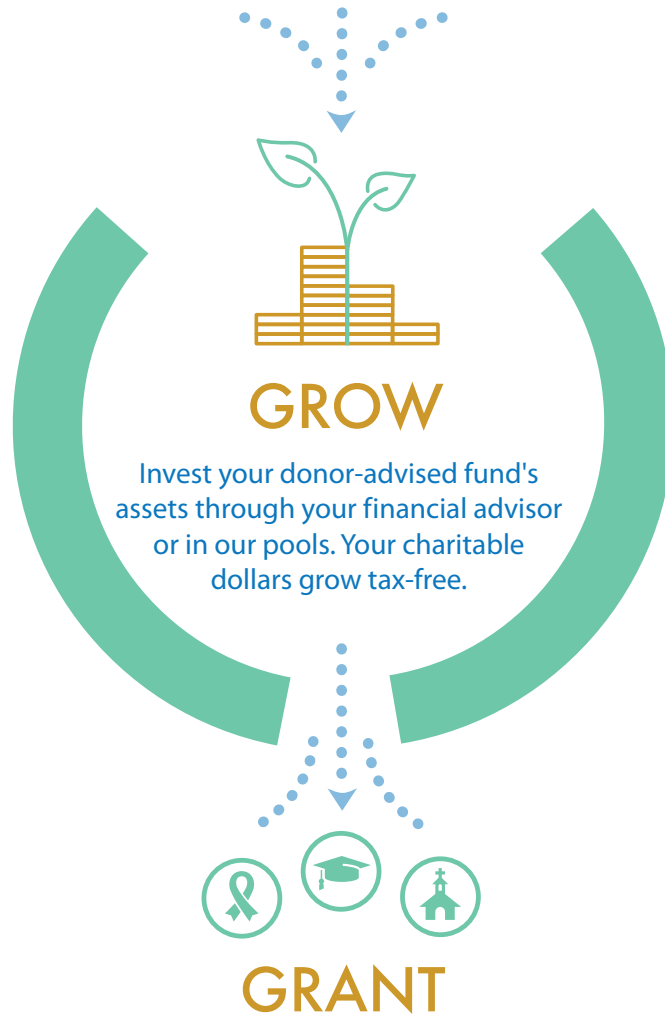 GROW
Invest your donor-advised fund's
assets through your financial advisor
or in our pools. Your charitable
dollars grow tax-free.
GRANT